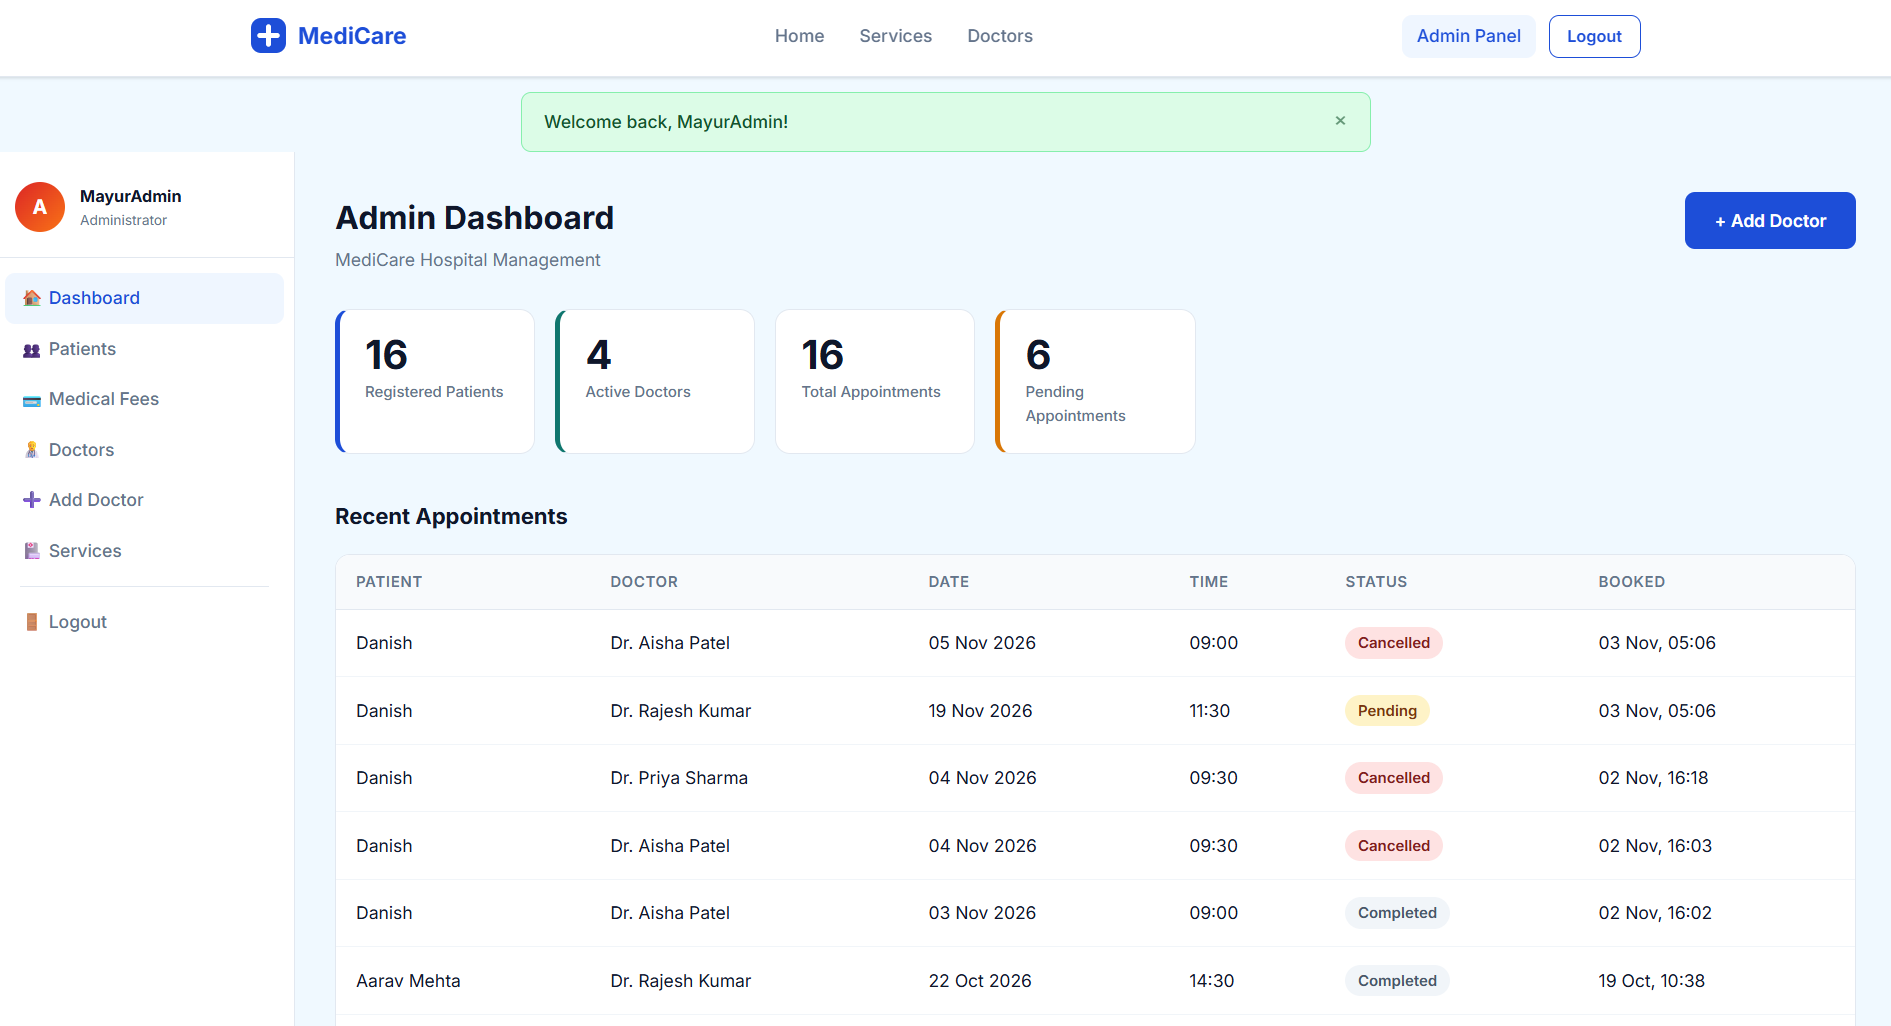 MediCare
Home Services Doctors
Admin Panel Logout
Welcome back, MayurAdmin! ×
A
MayurAdmin
Administrator
Dashboard
Patients
Medical Fees
Doctors
Add Doctor
Services
Logout
Admin Dashboard
MediCare Hospital Management
+ Add Doctor
16
Registered Patients
4
Active Doctors
16
Total Appointments
6
Pending
Appointments
Recent Appointments
PATIENT DOCTOR DATE TIME STATUS BOOKED
Danish Dr. Aisha Patel 05 Nov 2026 09:00 Cancelled 03 Nov, 05:06
Danish Dr. Rajesh Kumar 19 Nov 2026 11:30 Pending 03 Nov, 05:06
Danish Dr. Priya Sharma 04 Nov 2026 09:30 Cancelled 02 Nov, 16:18
Danish Dr. Aisha Patel 04 Nov 2026 09:30 Cancelled 02 Nov, 16:03
Danish Dr. Aisha Patel 03 Nov 2026 09:00 Completed 02 Nov, 16:02
Aarav Mehta Dr. Rajesh Kumar 22 Oct 2026 14:30 Completed 19 Oct, 10:38